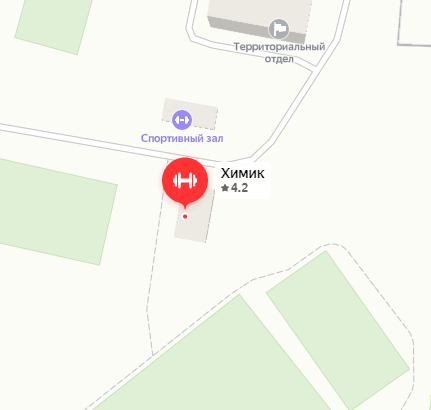 Территориальный
отдел
Спортивный зал
Химик
4.2